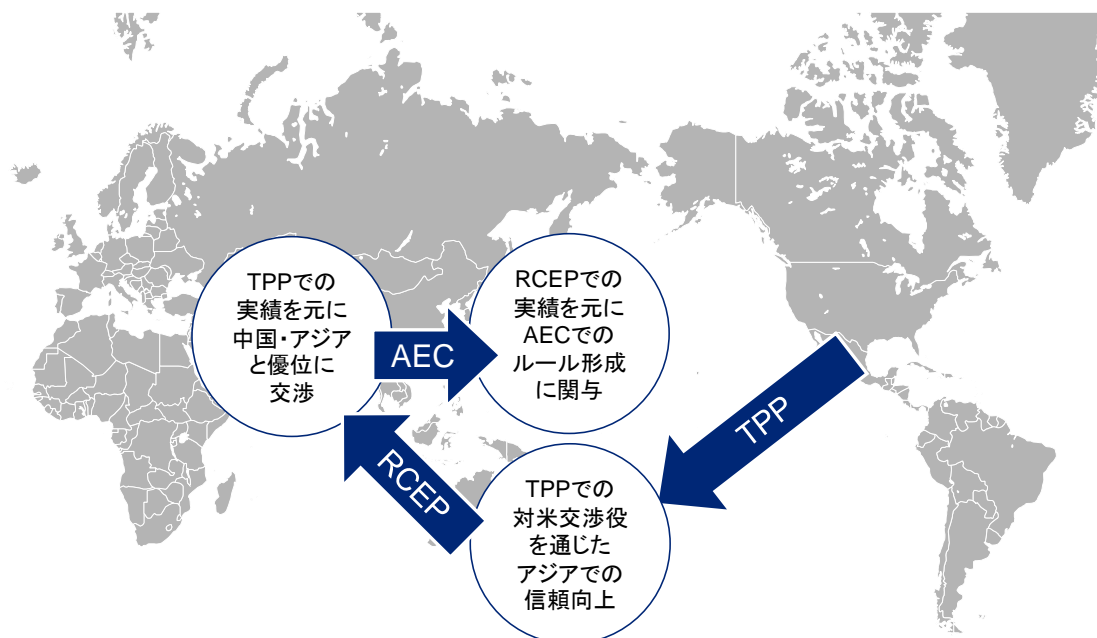 TPPでの
実績を元に
中国・アジア
と優位に
交渉
AEC
RCEPでの
実績を元に
AECでの
ルール形成
に関与
TPP
RCEP
TPPでの
対米交渉役
を通じた
アジアでの
信頼向上